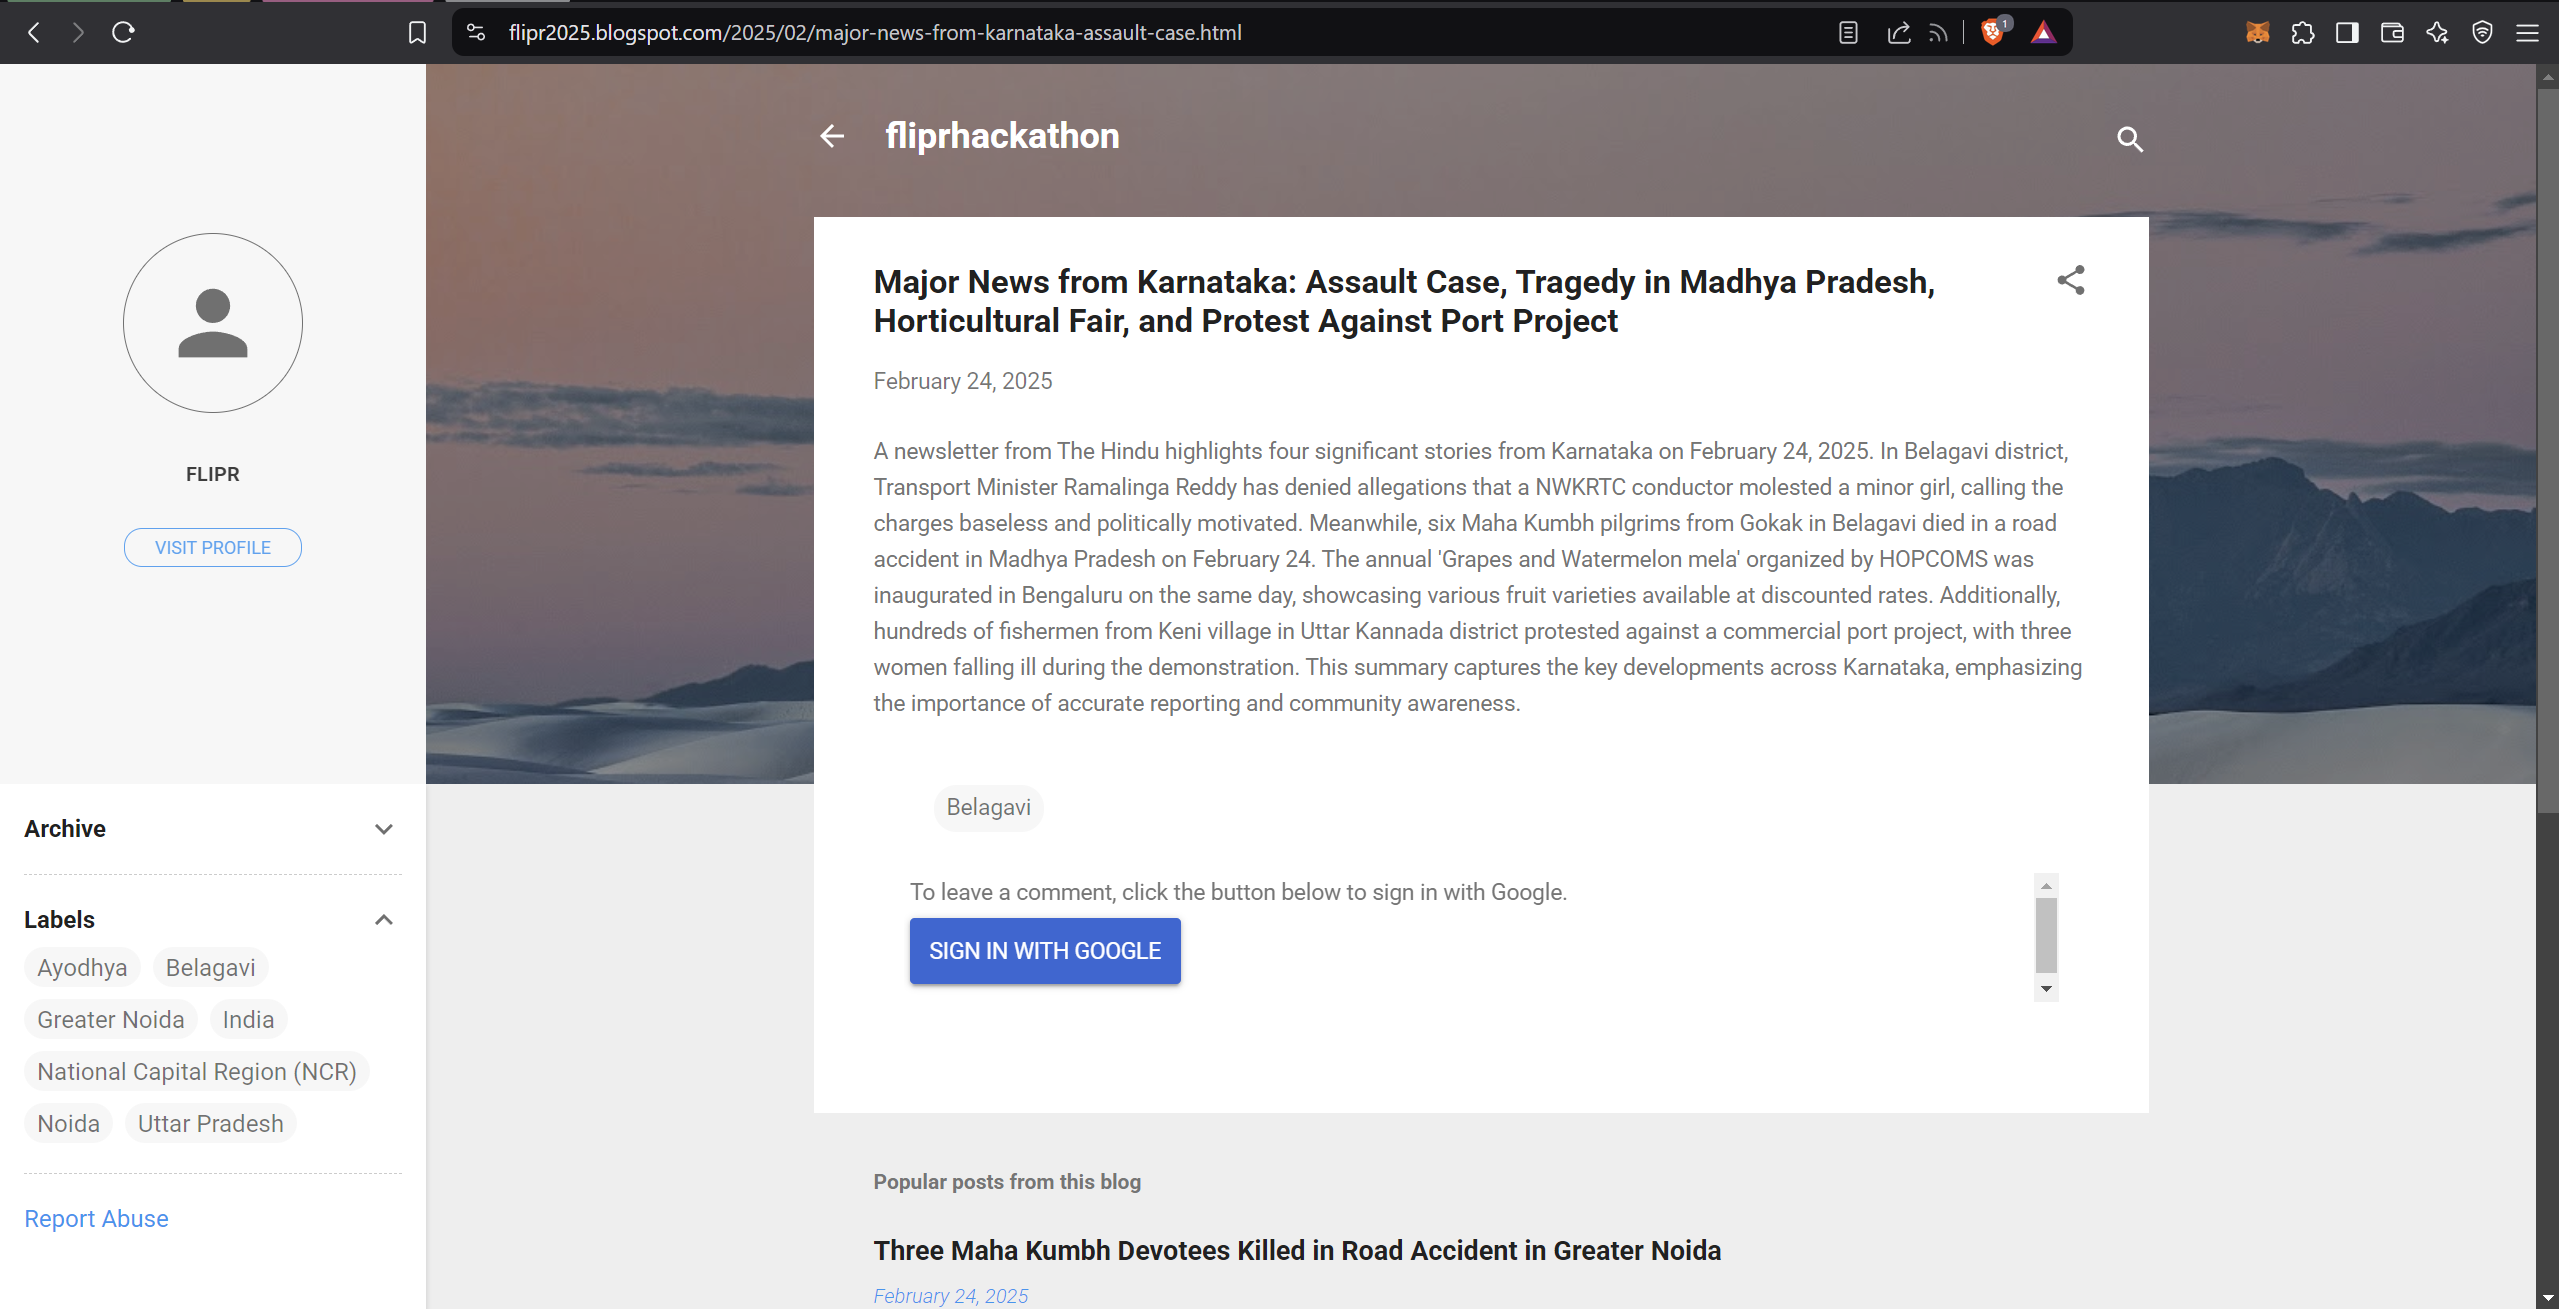 flipr2025.blogspot.com/2025/02/major-news-from-karnataka-assault-case.html
1
fliprhackathon
FLIPR
VISIT PROFILE
Archive
Labels
Ayodhya Belagavi
Greater Noida India
National Capital Region (NCR)
Noida Uttar Pradesh
Report Abuse
Major News from Karnataka: Assault Case, Tragedy in Madhya Pradesh,
Horticultural Fair, and Protest Against Port Project
February 24, 2025
A newsletter from The Hindu highlights four significant stories from Karnataka on February 24, 2025. In Belagavi district,
Transport Minister Ramalinga Reddy has denied allegations that a NWKRTC conductor molested a minor girl, calling the
charges baseless and politically motivated. Meanwhile, six Maha Kumbh pilgrims from Gokak in Belagavi died in a road
accident in Madhya Pradesh on February 24. The annual 'Grapes and Watermelon mela' organized by HOPCOMS was
inaugurated in Bengaluru on the same day, showcasing various fruit varieties available at discounted rates. Additionally,
hundreds of fishermen from Keni village in Uttar Kannada district protested against a commercial port project, with three
women falling ill during the demonstration. This summary captures the key developments across Karnataka, emphasizing
the importance of accurate reporting and community awareness.
Belagavi
To leave a comment, click the button below to sign in with Google.
SIGN IN WITH GOOGLE
Popular posts from this blog
Three Maha Kumbh Devotees Killed in Road Accident in Greater Noida
February 24, 2025